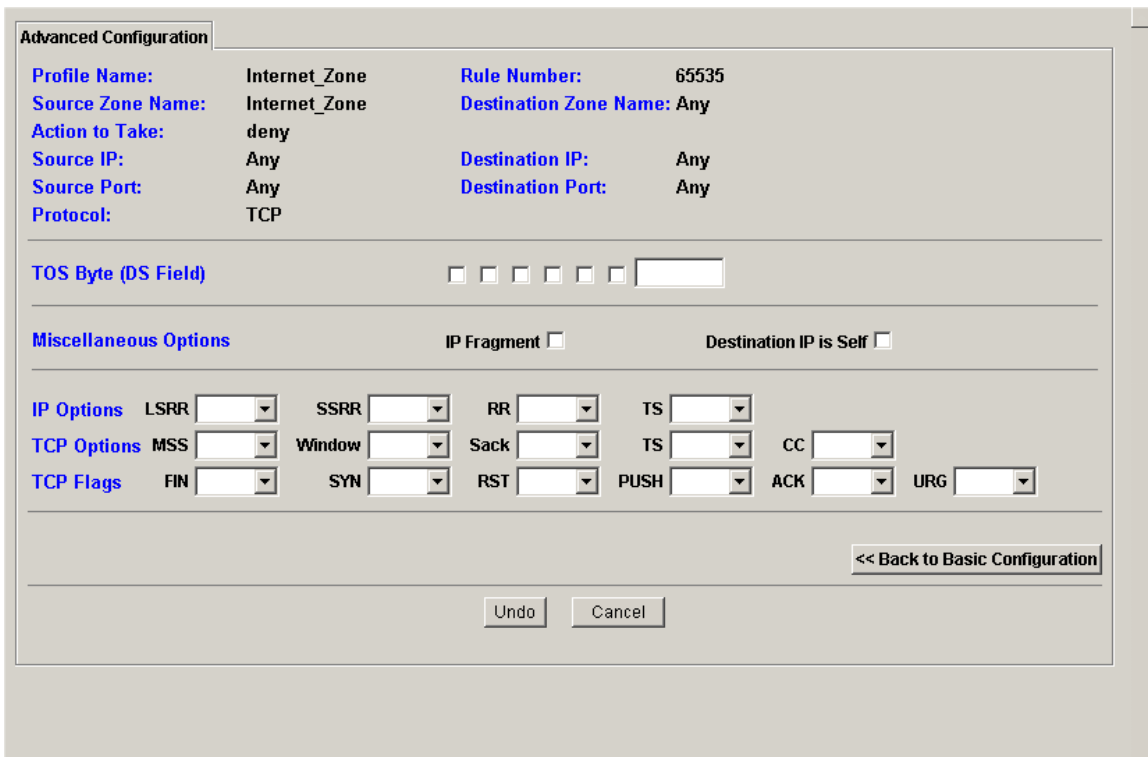 Advanced Configuration
Profile Name: Internet_Zone Rule Number: 65535
Source Zone Name: Internet_Zone Destination Zone Name: Any
Action to Take: deny
Source IP: Any Destination IP: Any
Source Port: Any Destination Port: Any
Protocol: TCP
TOS Byte (DS Field)
Miscellaneous Options IP Fragment Destination IP is Self
IP Options LSRR SSRR RR TS
TCP Options MSS Window Sack TS CC
TCP Flags FIN SYN RST PUSH ACK URG
<< Back to Basic Configuration
Undo Cancel